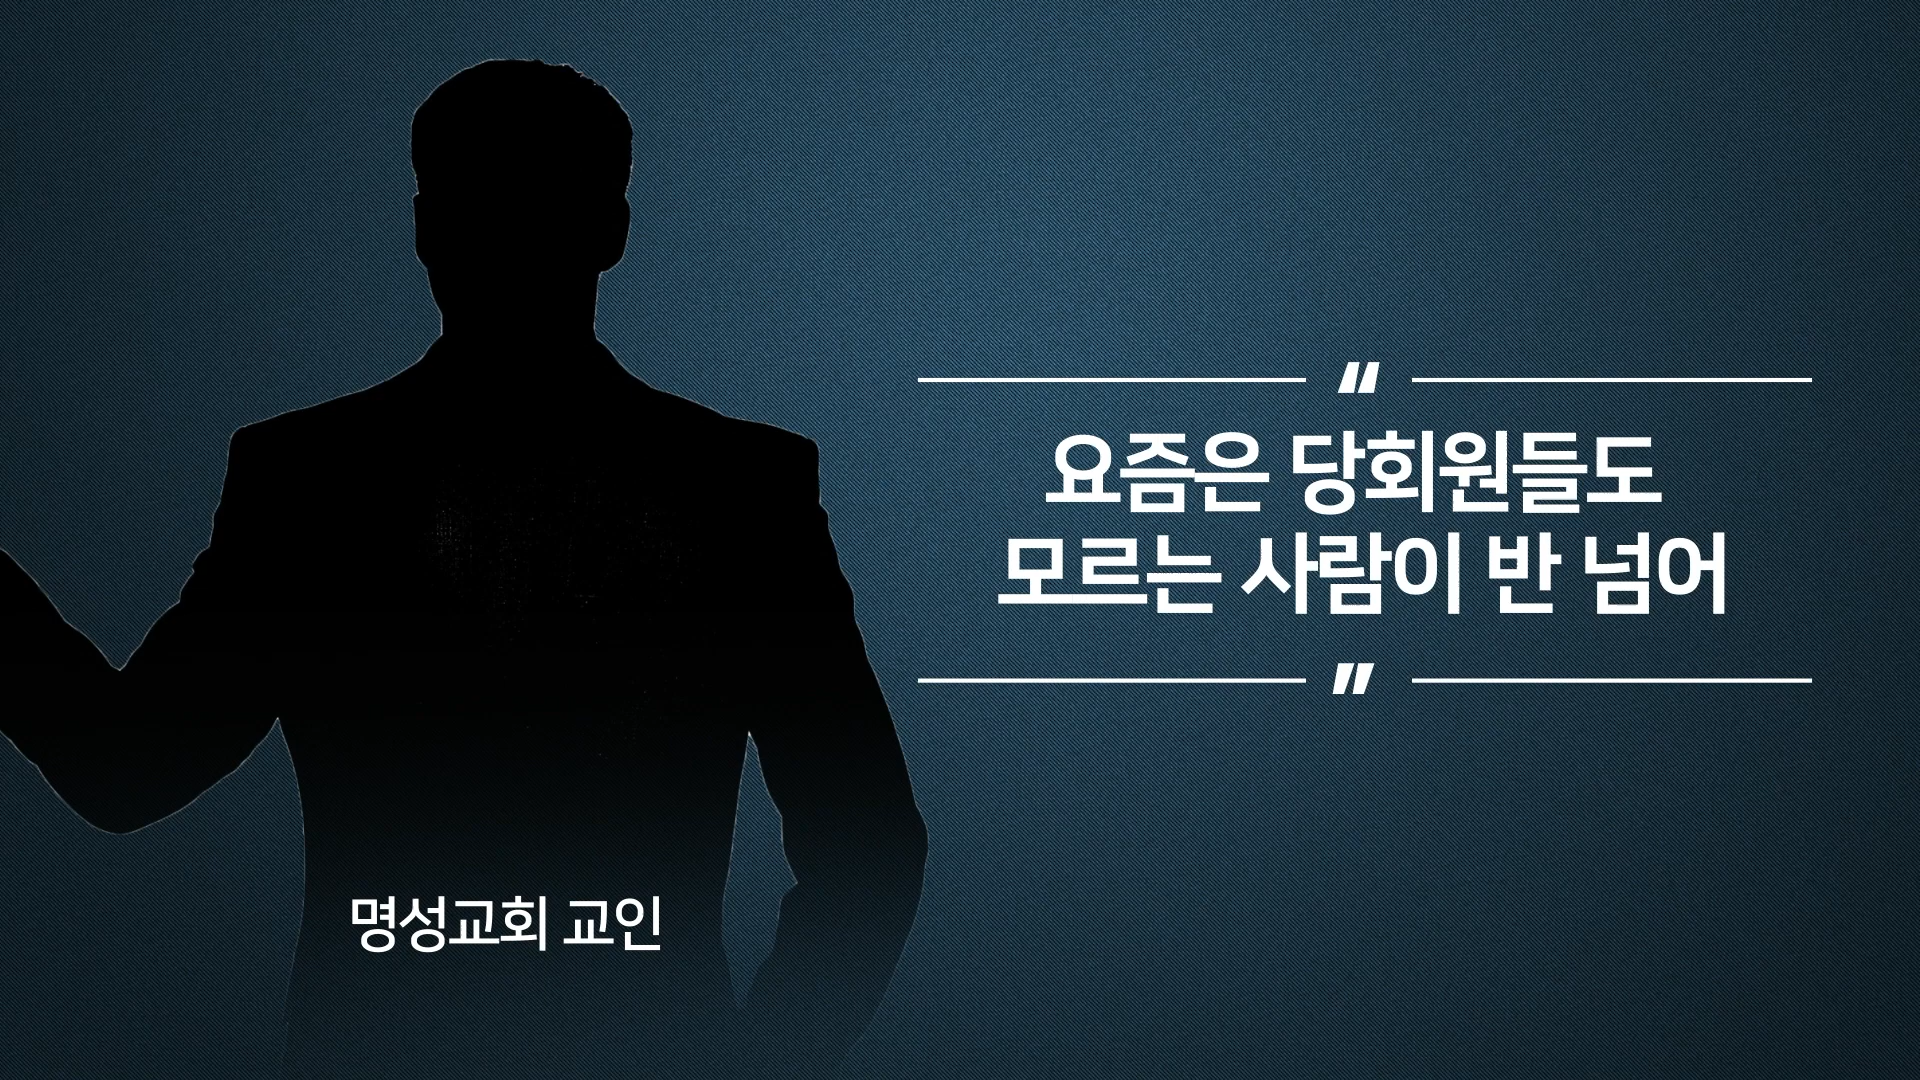 "
요즘은 당회원들도
모르는 사람이 반 넘어
"
명성교회 교인